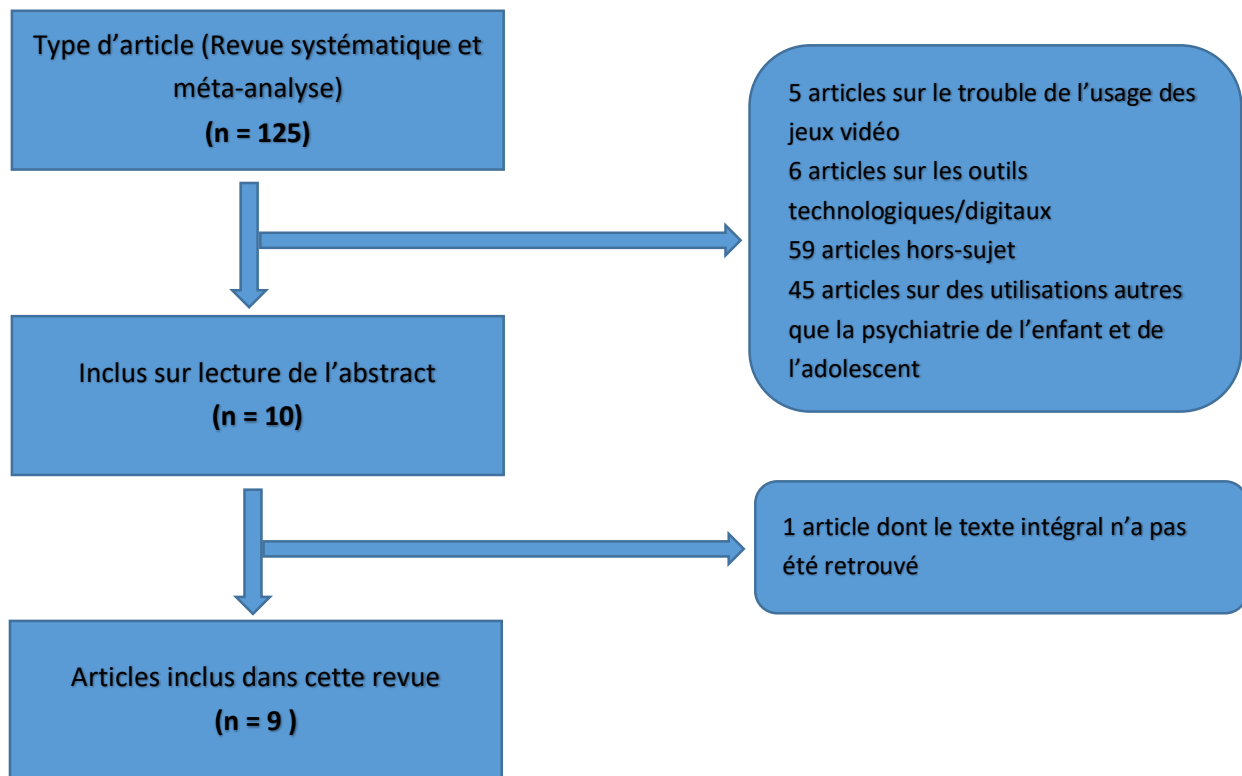 Type d’article (Revue systématique et
méta-analyse)
(n = 125)
5 articles sur le trouble de l’usage des
jeux vidéo
6 articles sur les outils
technologiques/digitaux
59 articles hors-sujet
45 articles sur des utilisations autres
que la psychiatrie de l’enfant et de
l’adolescent
Inclus sur lecture de l’abstract
(n = 10)
1 article dont le texte intégral n’a pas
été retrouvé
Articles inclus dans cette revue
(n = 9 )